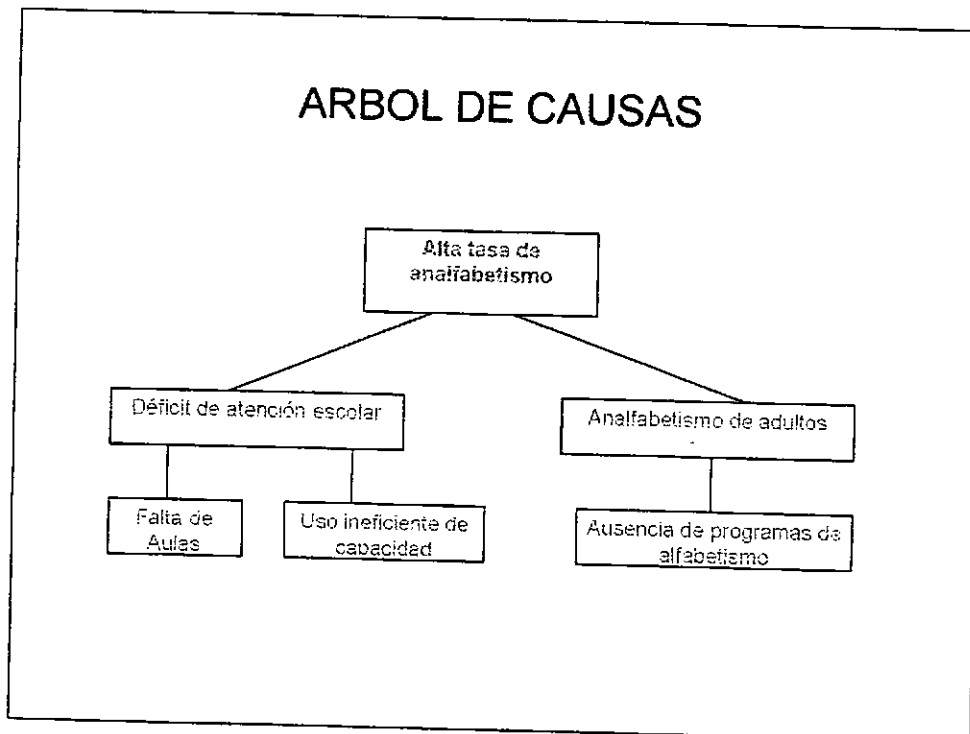 ARBOL DE CAUSAS
Alta tasa de
analfabetismo
Déficit de atención escolar
Analfabetismo de adultos
Falta de
Aulas
Uso ineficiente de
capacidad
Ausencia de programas de
alfabetismo